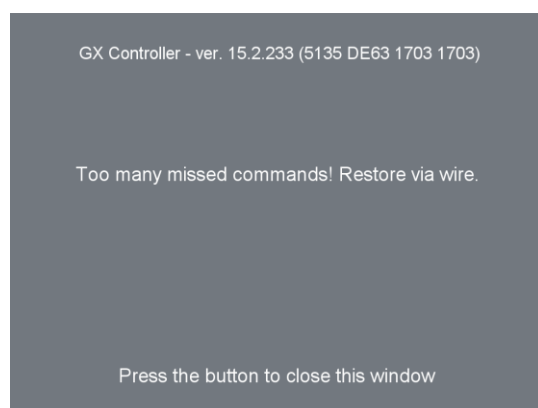 GX Controller - ver. 15.2.233 (5135 DE63 1703 1703)
Too many missed commands! Restore via wire.
Press the button to close this window